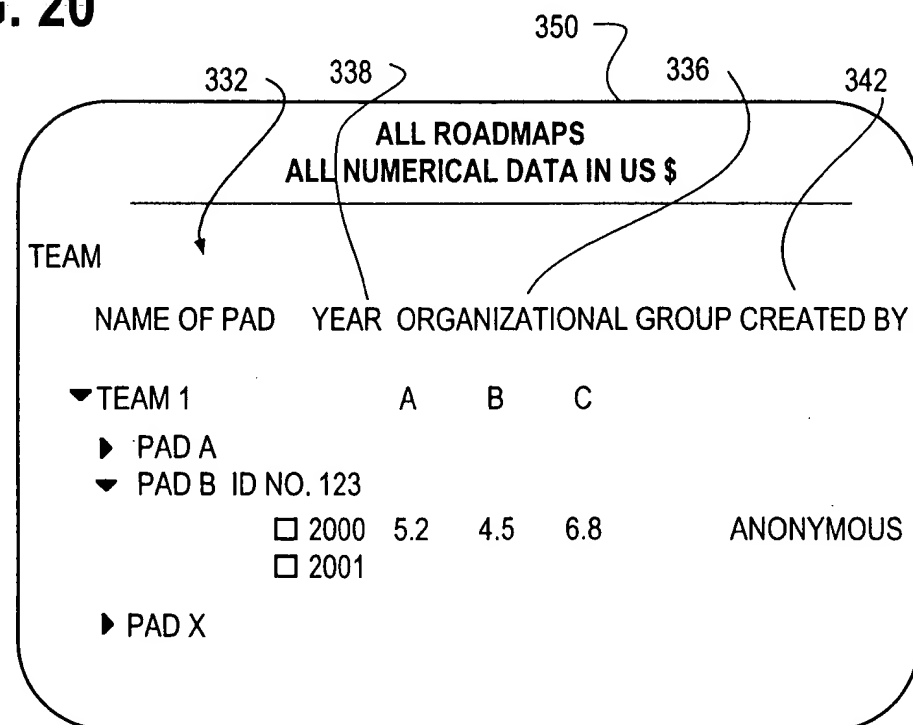 G. 20
350
332 338 336 342
ALL ROADMAPS
ALL NUMERICAL DATA IN US $
TEAM
NAME OF PAD YEAR ORGANIZATIONAL GROUP CREATED BY
TEAM 1 A B C
PAD A
PAD B ID NO. 123
2000 5.2 4.5 6.8 ANONYMOUS
2001
PAD X